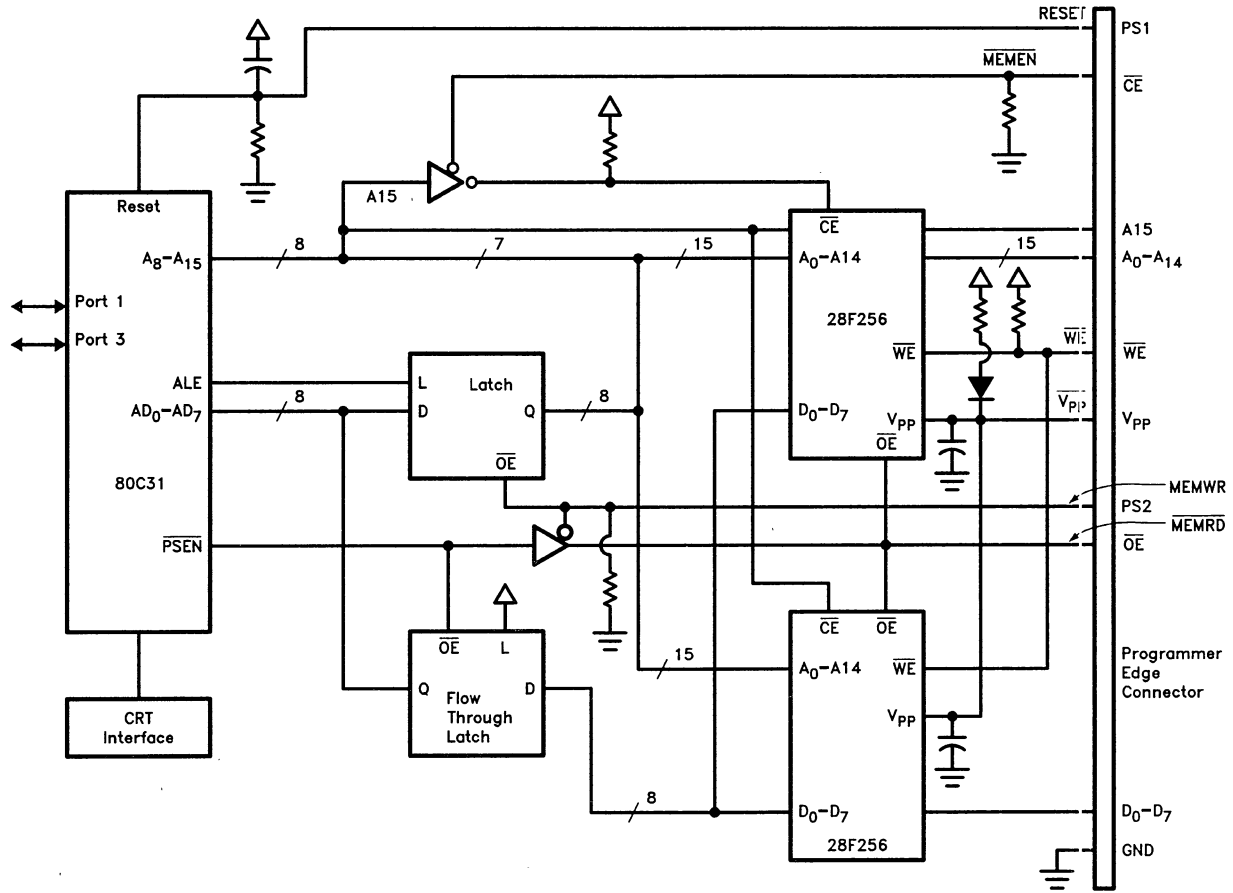 RESET
PS1
MEMEN
CE
A15
Reset
CE
A15
A8-A15
8
7
15
A0-A14
15
A0-A14
Port 1
28F256
Port 3
WE
WE
WE
ALE
L
Latch
AD0-AD7
8
D
Q
8
D0-D7
VPP
VPP
VPP
OE
OE
80C31
MEMWR
PS2
PSEN
MEMRD
OE
OE
L
CE
OE
15
A0-A14
WE
Programmer
Edge
Connector
Q
Flow
Through
Latch
D
VPP
CRT
Interface
8
D0-D7
D0-D7
28F256
GND